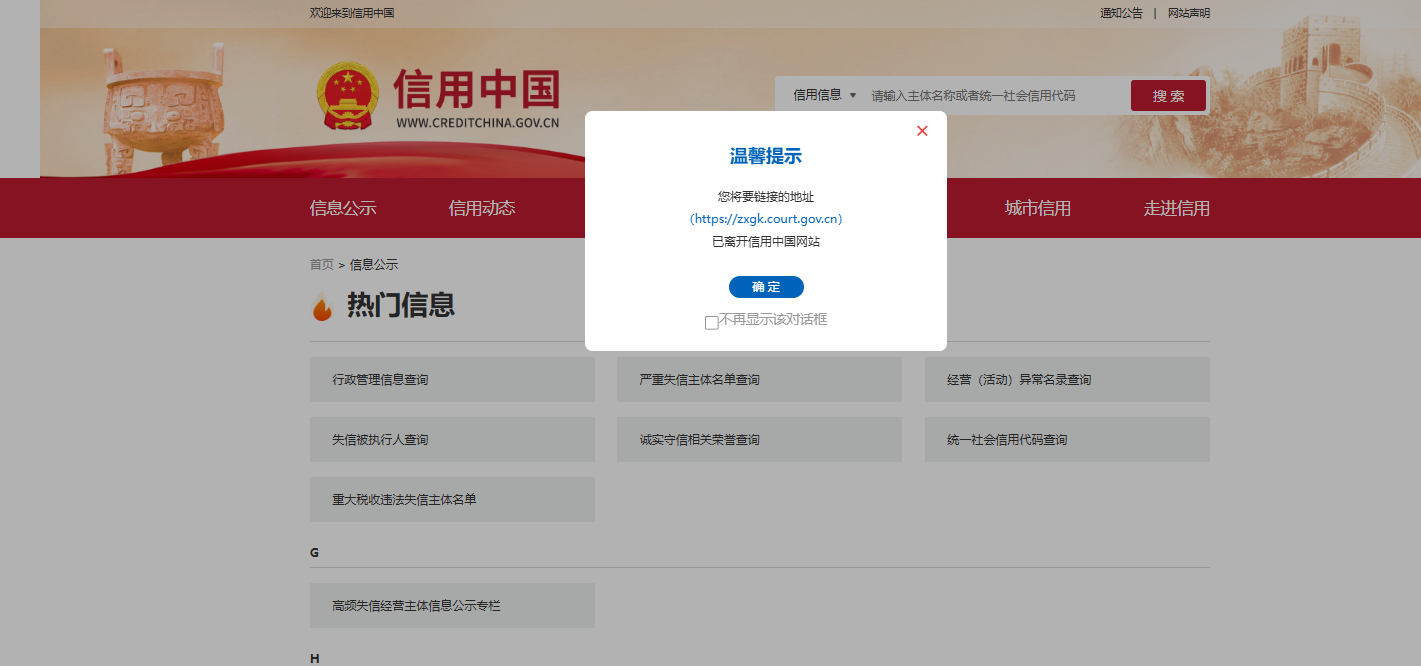 欢迎来到信用中国
通知公告 | 网站声明
信用中国
WWW.CREDITCHINA.GOV.CN
信用信息 请输入主体名称或者统一社会信用代码 搜 索
信息公示 信用动态 城市信用 走进信用
温馨提示
您将要链接的地址
(https://zxgk.court.gov.cn)
已离开信用中国网站
确 定
不再显示该对话框
首页 > 信息公示
热门信息
行政管理信息查询 严重失信主体名单查询 经营（活动）异常名录查询
失信被执行人查询 诚实守信相关荣誉查询 统一社会信用代码查询
重大税收违法失信主体名单
G
高频失信经营主体信息公示专栏
H